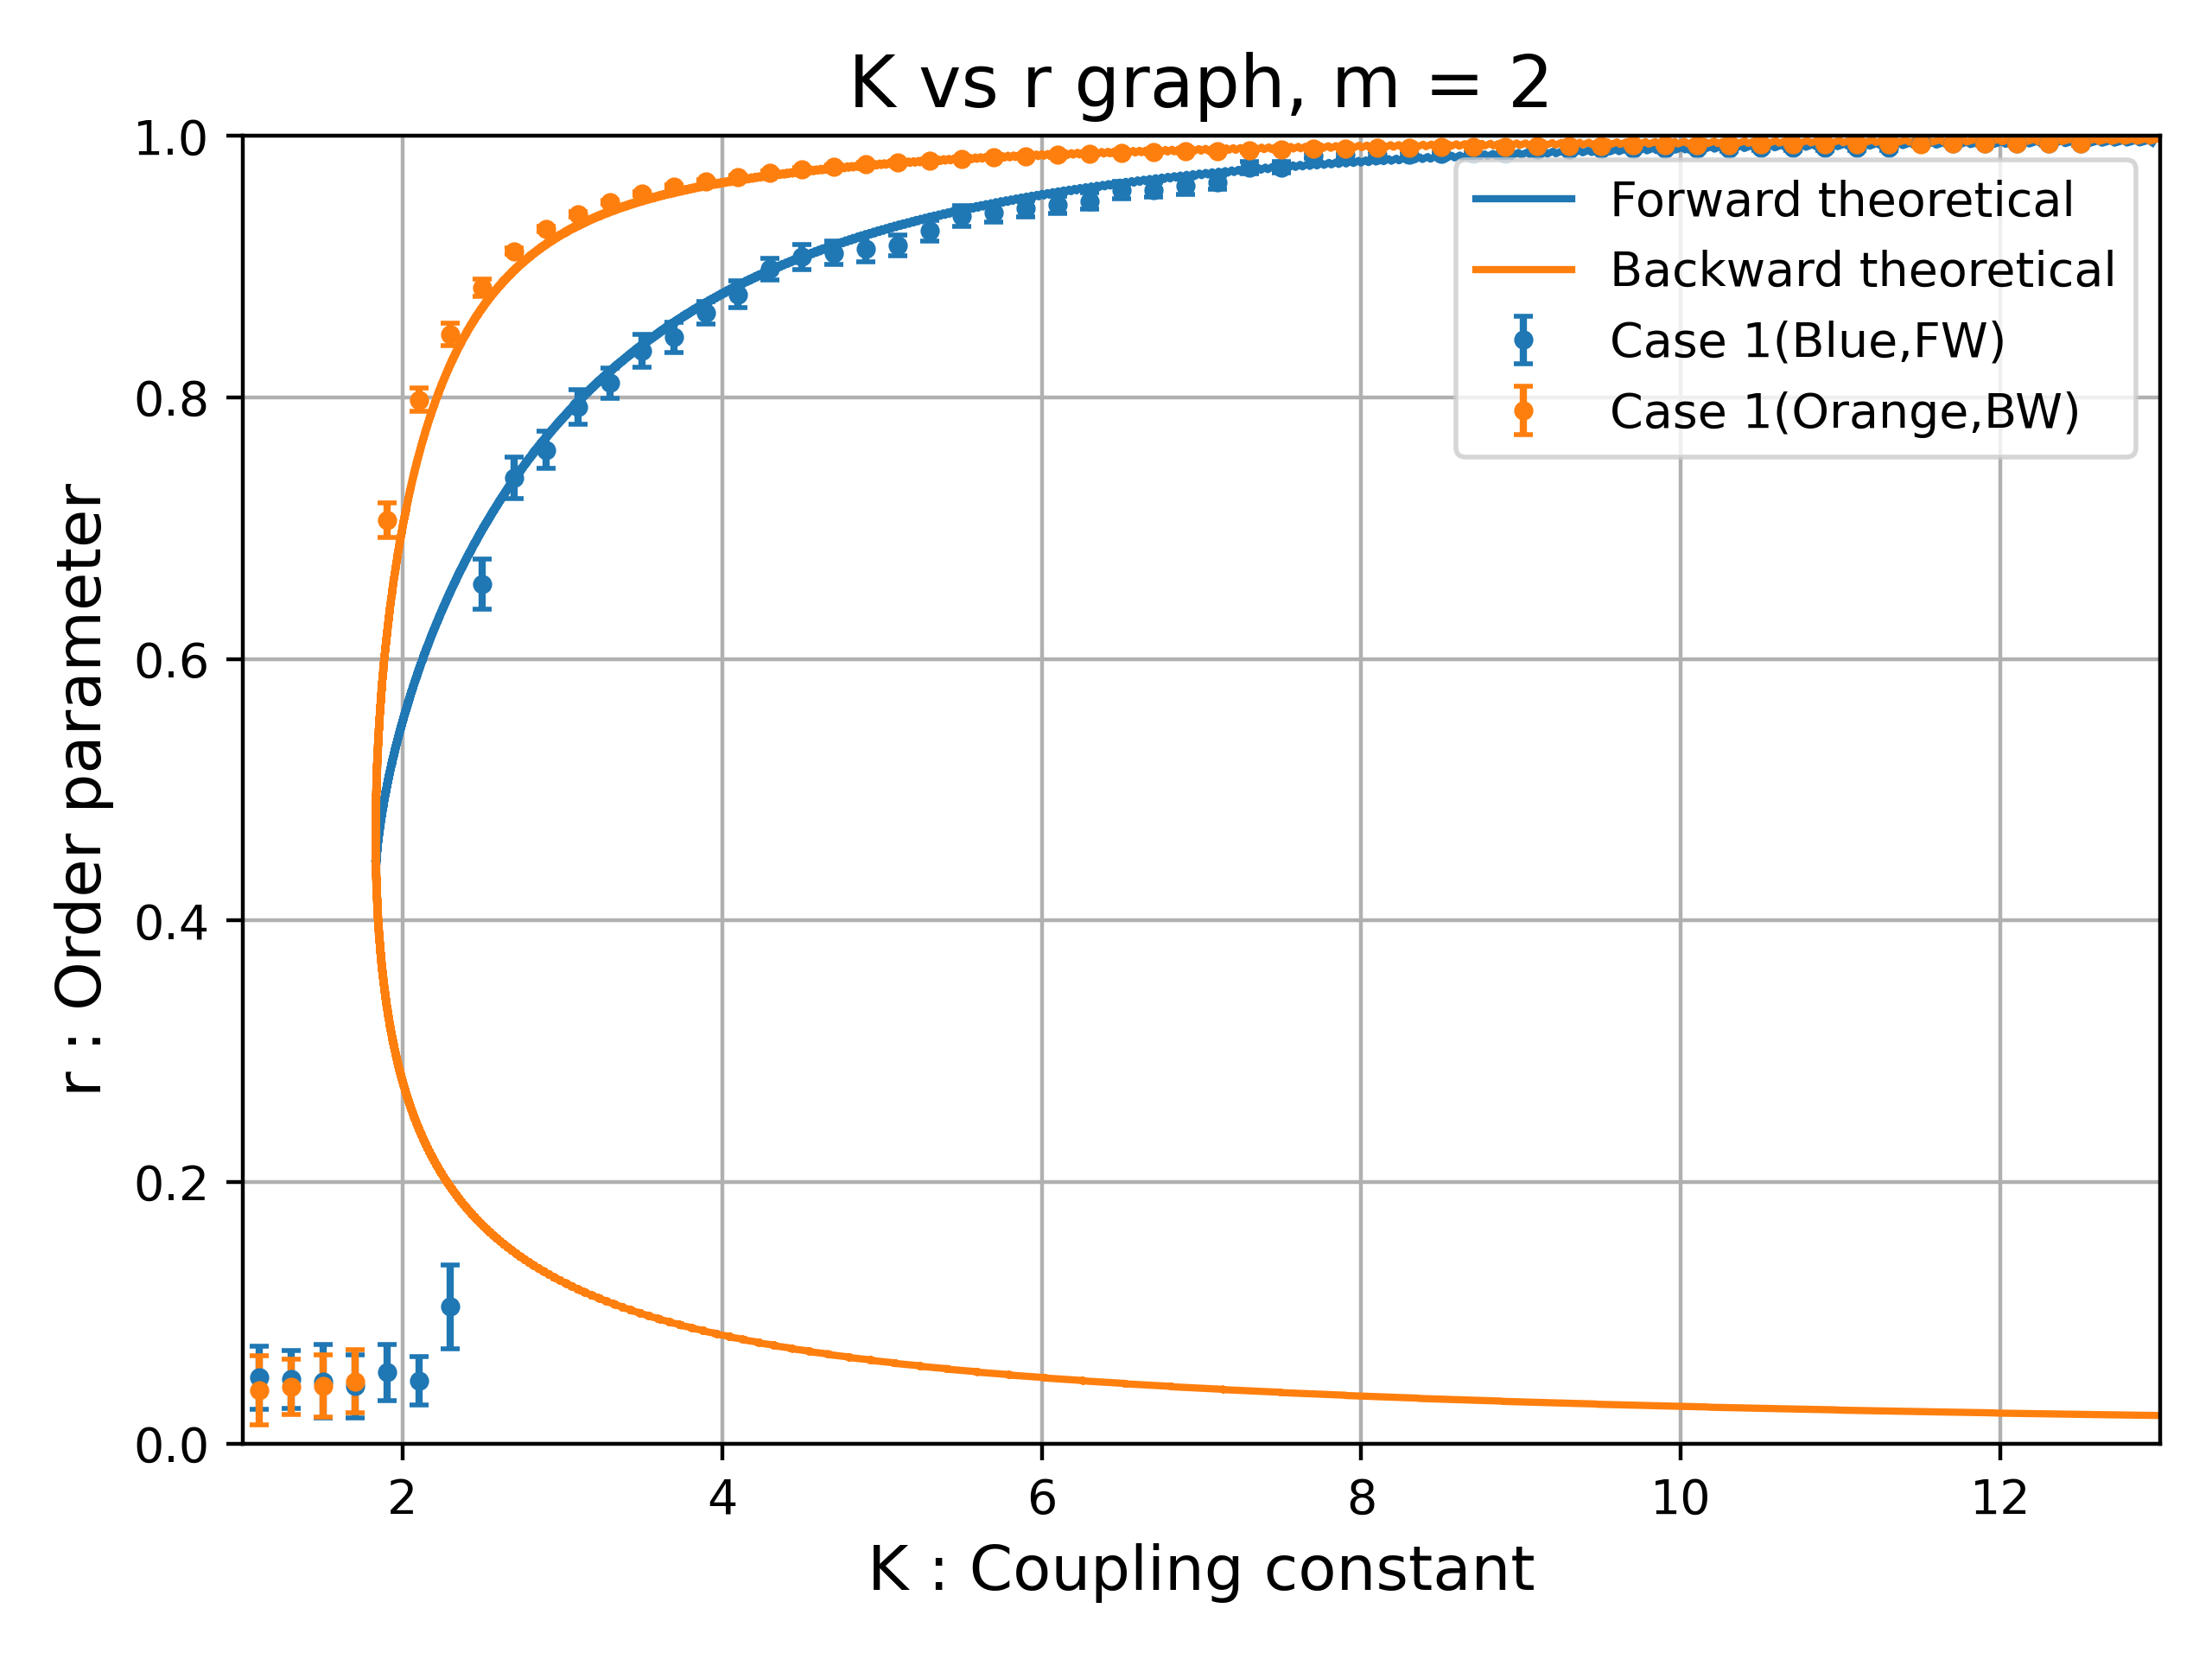 K vs r graph, m = 2
1.0
0.8
0.6
0.4
0.2
0.0
r : Order parameter
Forward theoretical
Backward theoretical
Case 1(Blue,FW)
Case 1(Orange,BW)
2 4 6 8 10 12
K : Coupling constant